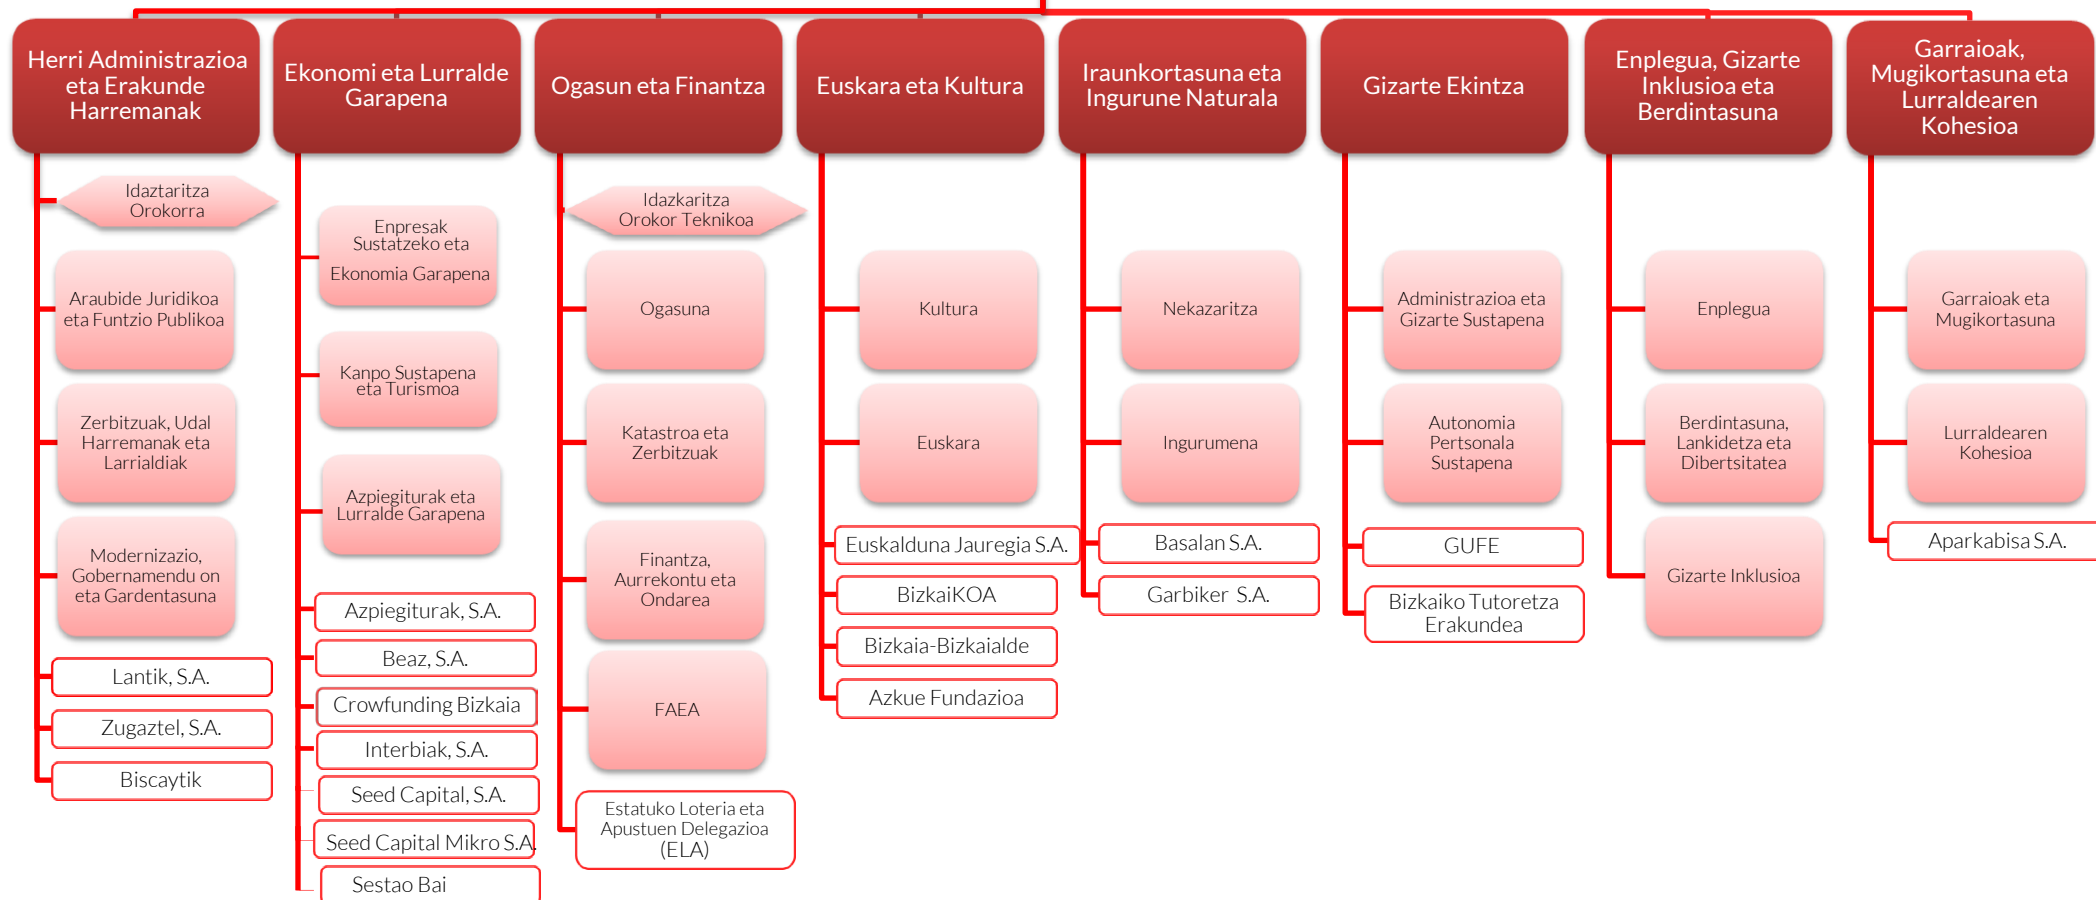 Herri Administrazioa
eta Erakunde
Harremanak
Idaztaritza
Orokorra
Araubide Juridikoa
eta Funtzio Publikoa
Zerbitzuak, Udal
Harremanak eta
Larrialdiak
Modernizazio,
Gobernamendu on
eta Gardentasuna
Lantik, S.A.
Zugaztel, S.A.
Biscaytik
Ekonomi eta Lurralde
Garapena
Enpresak
Sustatzeko eta
Ekonomia Garapena
Kanpo Sustapena
eta Turismoa
Azpiegiturak eta
Lurralde Garapena
Azpiegiturak, S.A.
Beaz, S.A.
Crowfunding Bizkaia
Interbiak, S.A.
Seed Capital, S.A.
Seed Capital Mikro S.A.
Sestao Bai
Ogasun eta Finantza
Idazkaritza
Orokor Teknikoa
Ogasuna
Katastroa eta
Zerbitzuak
Finantza,
Aurrekontu eta
Ondarea
FAEA
Estatuko Loteria eta
Apustuen Delegazioa
(ELA)
Euskara eta Kultura
Kultura
Euskara
Euskalduna Jauregia S.A.
BizkaiKOA
Bizkaia-Bizkaialde
Azkue Fundazioa
Iraunkortasuna eta
Ingurune Naturala
Nekazaritza
Ingurumena
Basalan S.A.
Garbiker S.A.
Gizarte Ekintza
Administrazioa eta
Gizarte Sustapena
Autonomia
Pertsonala
Sustapena
GUFE
Bizkaiko Tutoretza
Erakundea
Enplegua, Gizarte
Inklusioa eta
Berdintasuna
Enplegua
Berdintasuna,
Lankidetza eta
Dibertsitatea
Gizarte Inklusioa
Garraioak,
Mugikortasuna eta
Lurraldearen
Kohesioa
Garraioak eta
Mugikortasuna
Lurraldearen
Kohesioa
Aparkabisa S.A.